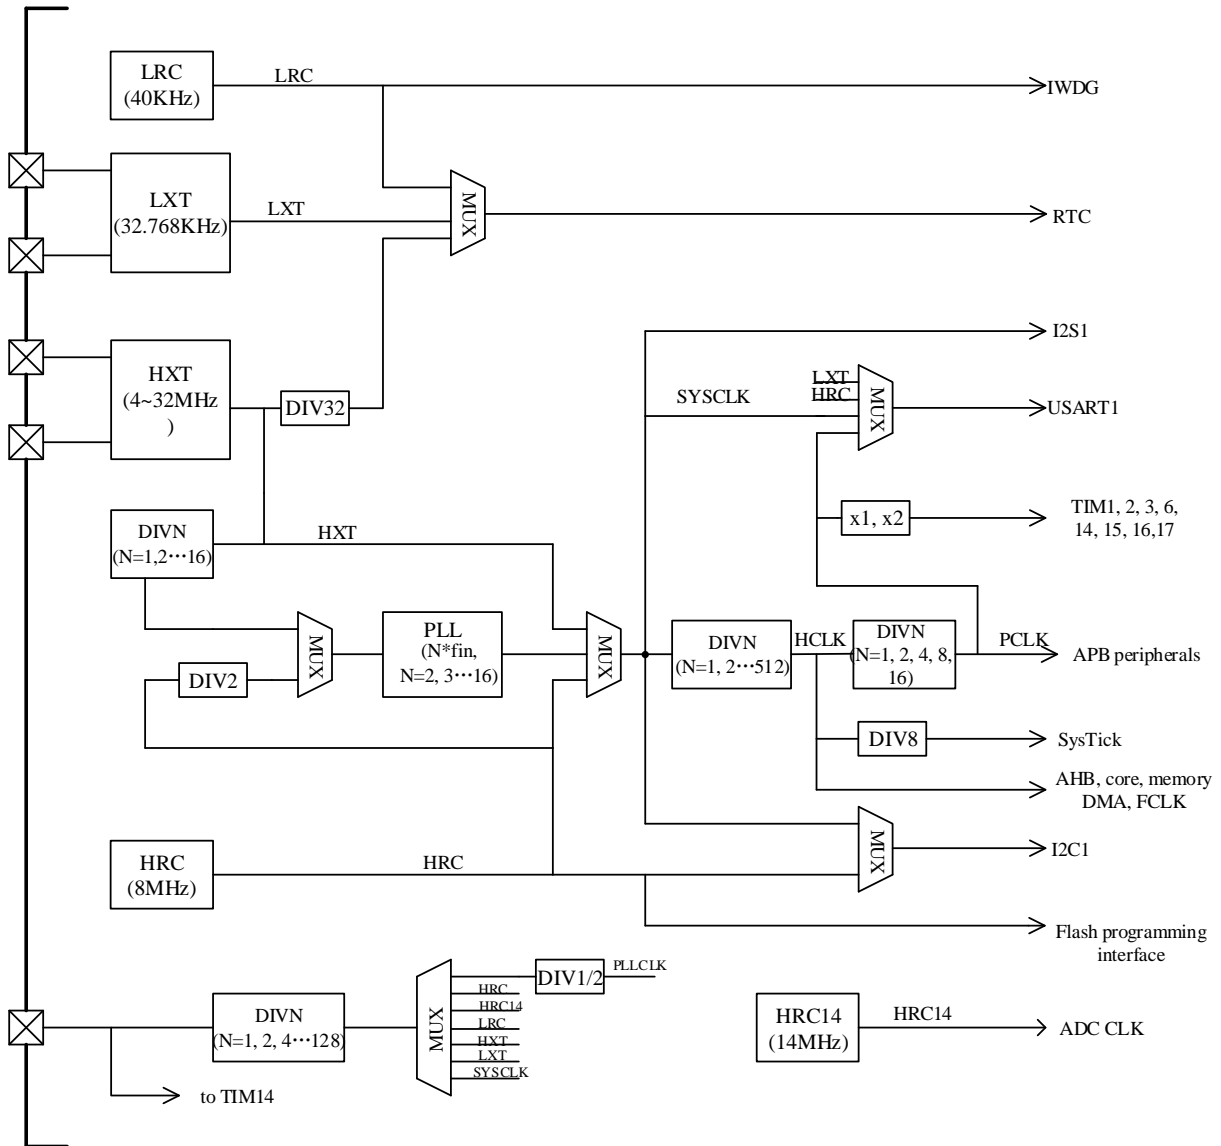 LRC
(40KHz)
LRC
IWDG
LXT
(32.768KHz)
LXT
MUX
RTC
HXT
(4~32MHz
)
DIV32
I2S1
SYSCLK
LXT
HRC
MUX
USART1
x1, x2
TIM1, 2, 3, 6,
14, 15, 16,17
DIVN
(N=1,2···16)
HXT
MUX
DIV2
PLL
(N*fin,
N=2, 3···16)
MUX
DIVN
(N=1, 2···512)
HCLK
DIVN
(N=1, 2, 4, 8,
16)
PCLK
APB peripherals
DIV8
SysTick
AHB, core, memory
DMA, FCLK
HRC
(8MHz)
HRC
MUX
I2C1
Flash programming
interface
DIVN
(N=1, 2, 4···128)
MUX
DIV1/2
PLLCLK
HRC
HRC14
LRC
HXT
LXT
SYSCLK
HRC14
(14MHz)
HRC14
ADC CLK
to TIM14